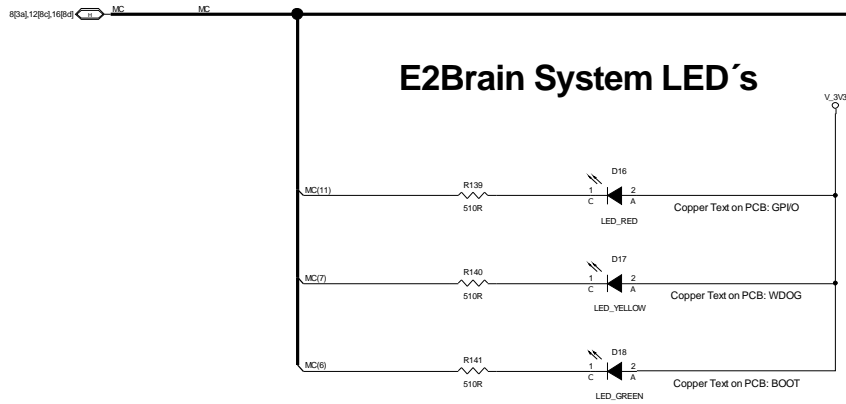 8[3a],12[8c],16[8d] H MC MC
E2Brain System LED´s
V_3V3
D16
MC(11) R139 1 2
510R C A Copper Text on PCB: GPI/O
LED_RED
D17
MC(7) R140 1 2
510R C A Copper Text on PCB: WDOG
LED_YELLOW
D18
MC(6) R141 1 2
510R C A Copper Text on PCB: BOOT
LED_GREEN